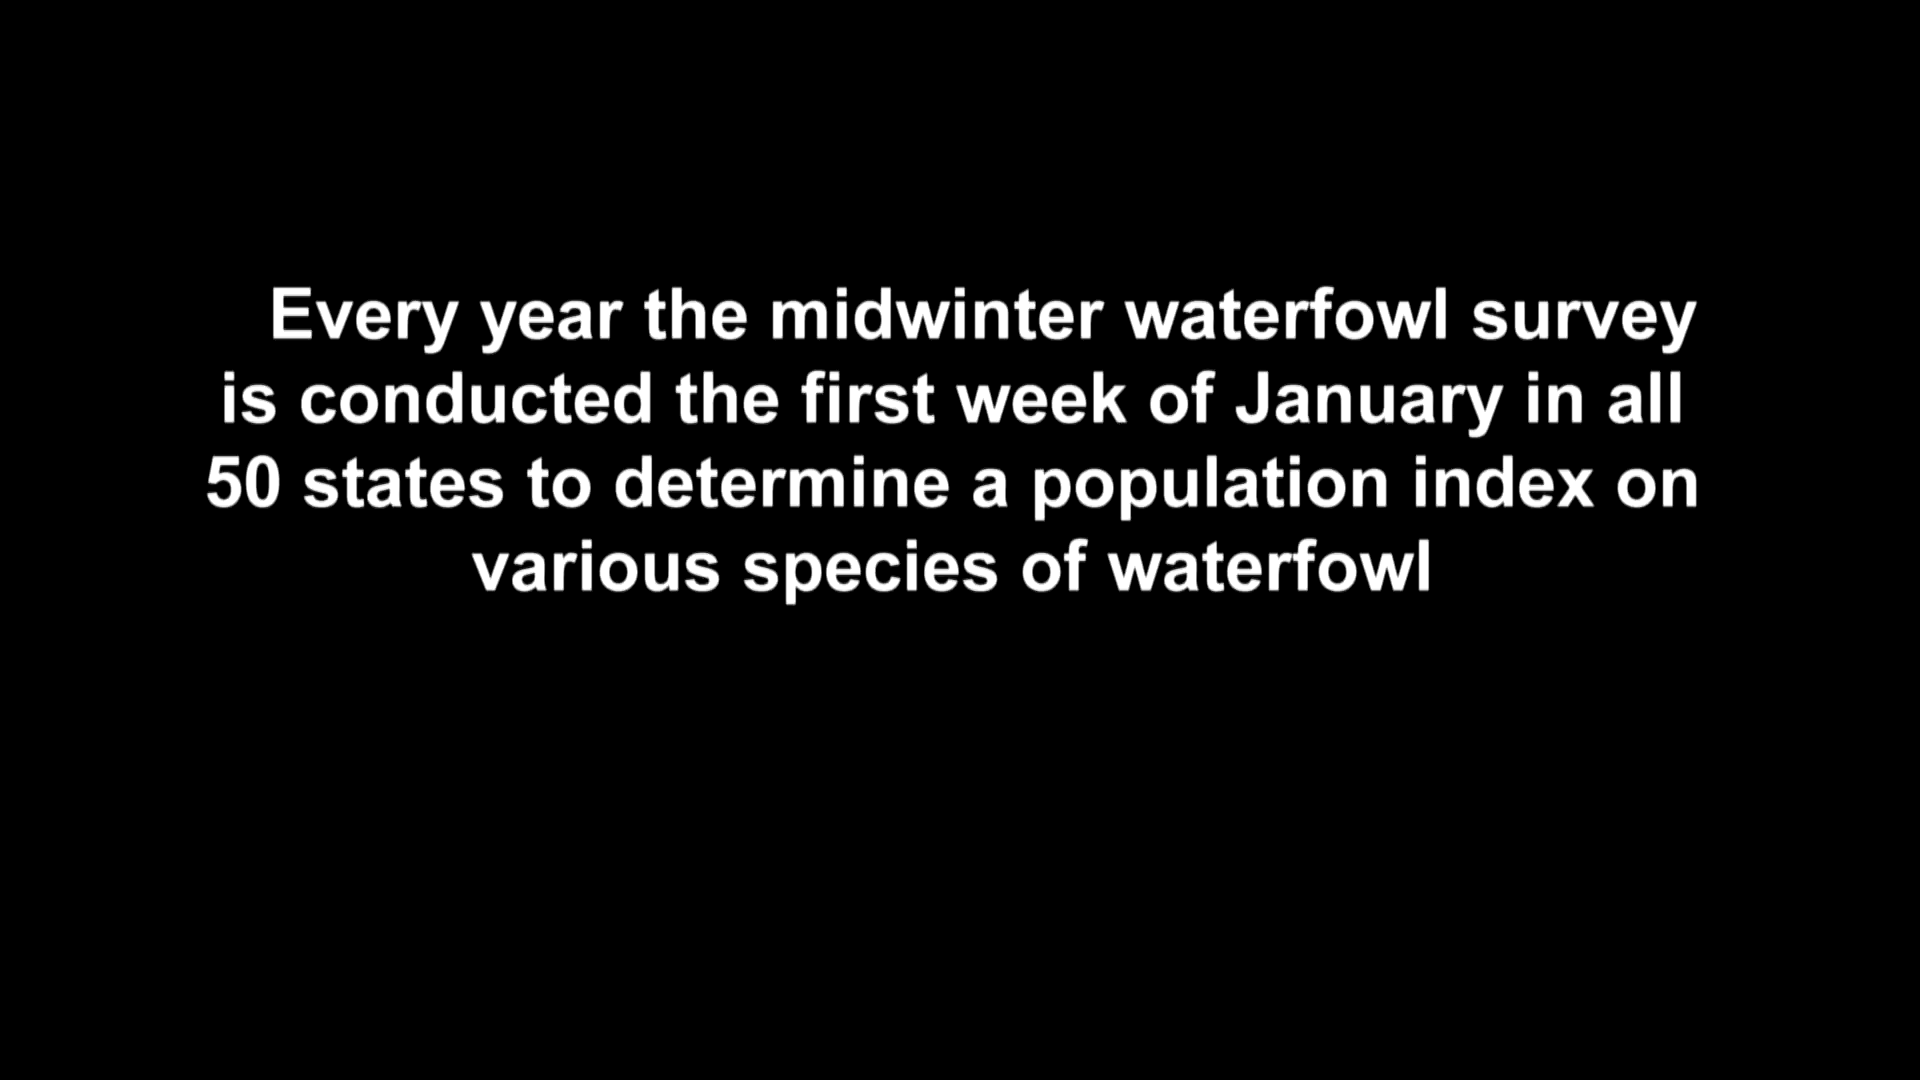 Every year the midwinter waterfowl survey
is conducted the first week of January in all
50 states to determine a population index on
various species of waterfowl